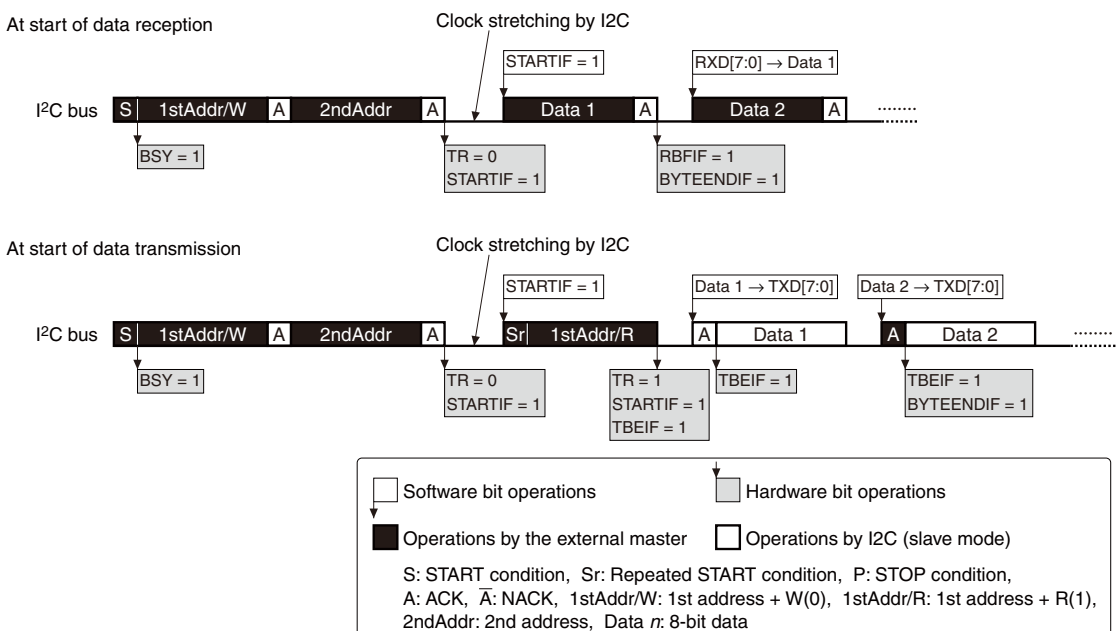 At start of data reception
Clock stretching by I2C
STARTIF = 1
RXD[7:0] → Data 1
I²C bus S 1stAddr/W A 2ndAddr A Data 1 A Data 2 A
BSY = 1
TR = 0
STARTIF = 1
RBFIF = 1
BYTEENDIF = 1
At start of data transmission
Clock stretching by I2C
STARTIF = 1
Data 1 → TXD[7:0]
Data 2 → TXD[7:0]
I²C bus S 1stAddr/W A 2ndAddr A Sr 1stAddr/R A Data 1 A Data 2
BSY = 1
TR = 0
STARTIF = 1
TR = 1
STARTIF = 1
TBEIF = 1
TBEIF = 1
TBEIF = 1
BYTEENDIF = 1
Software bit operations
Hardware bit operations
Operations by the external master
Operations by I2C (slave mode)
S: START condition, Sr: Repeated START condition, P: STOP condition,
A: ACK, A̅: NACK, 1stAddr/W: 1st address + W(0), 1stAddr/R: 1st address + R(1),
2ndAddr: 2nd address, Data n: 8-bit data